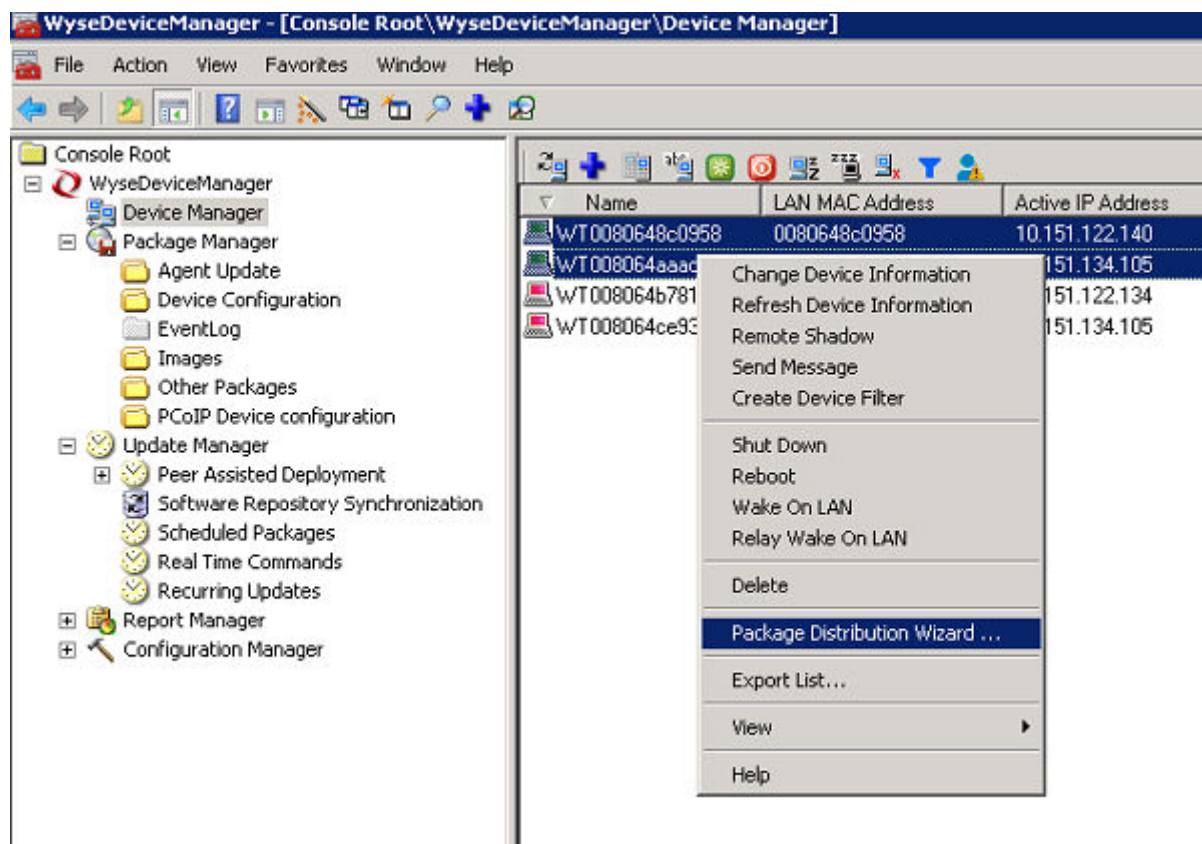 WyseDeviceManager - [Console Root\WyseDeviceManager\Device Manager]
File Action View Favorites Window Help
Console Root
WyseDeviceManager
Device Manager
Package Manager
Agent Update
Device Configuration
EventLog
Images
Other Packages
PCoIP Device configuration
Update Manager
Peer Assisted Deployment
Software Repository Synchronization
Scheduled Packages
Real Time Commands
Recurring Updates
Report Manager
Configuration Manager
Name LAN MAC Address Active IP Address
WT0080648c0958 0080648c0958 10.151.122.140
WT008064aaac 151.134.105
WT008064b781 151.122.134
WT008064ce93 151.134.105
Change Device Information
Refresh Device Information
Remote Shadow
Send Message
Create Device Filter
Shut Down
Reboot
Wake On LAN
Relay Wake On LAN
Delete
Package Distribution Wizard ...
Export List...
View
Help